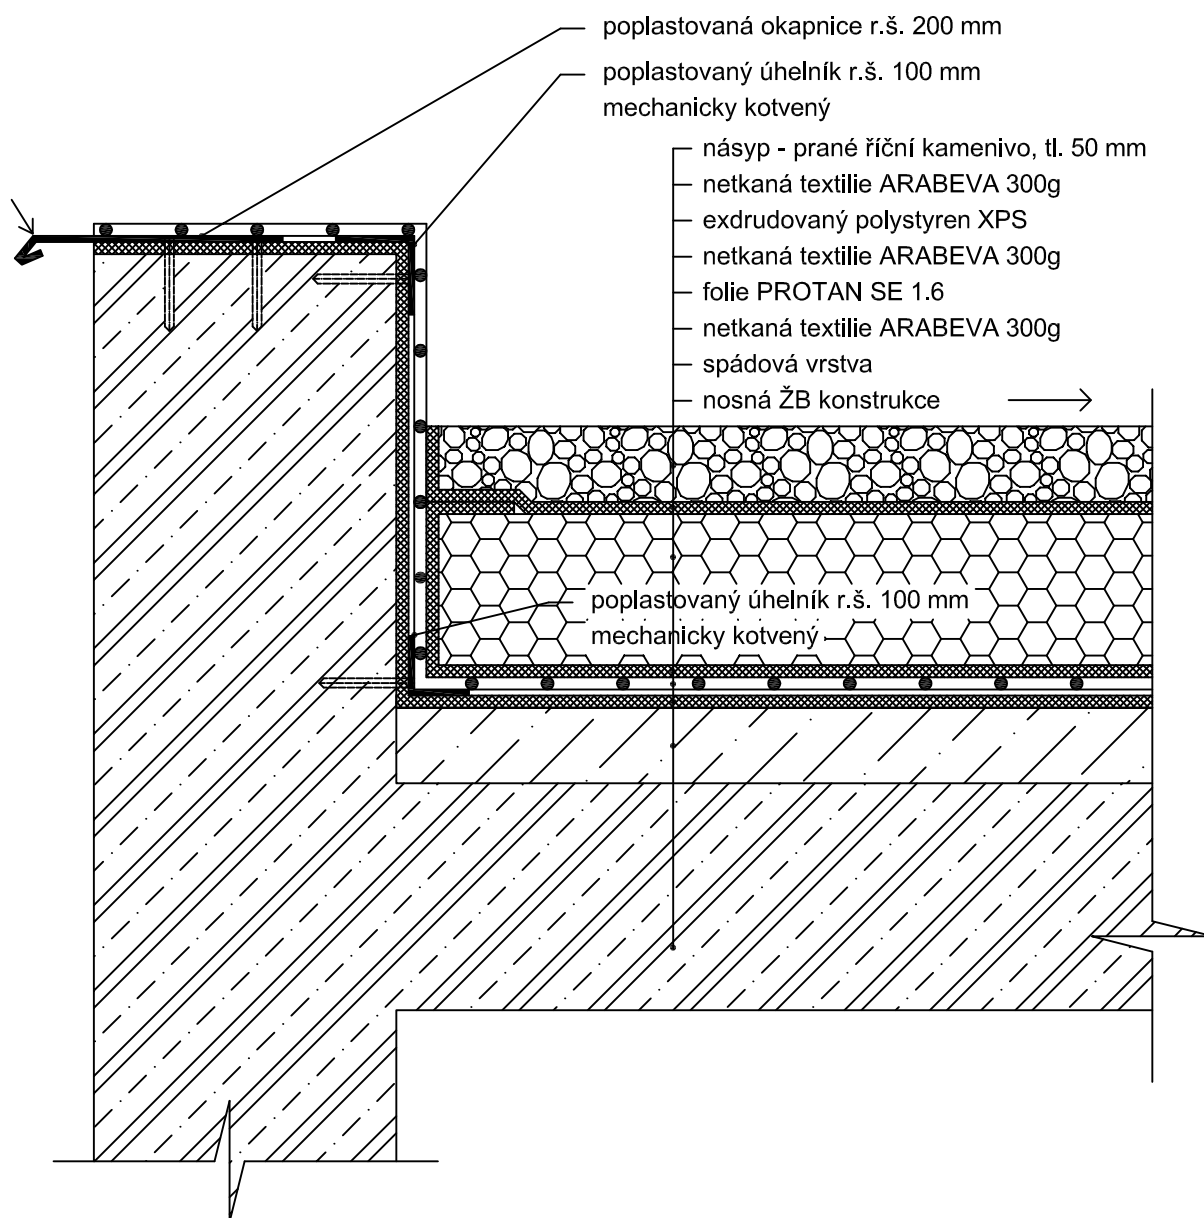 poplastovaná okapnice r.š. 200 mm
poplastovaný úhelník r.š. 100 mm
mechanicky kotvený
násyp - prané říční kamenivo, tl. 50 mm
netkaná textilie ARABEVA 300g
exdrudovaný polystyren XPS
netkaná textilie ARABEVA 300g
folie PROTAN SE 1.6
netkaná textilie ARABEVA 300g
spádová vrstva
nosná ŽB konstrukce
poplastovaný úhelník r.š. 100 mm
mechanicky kotvený